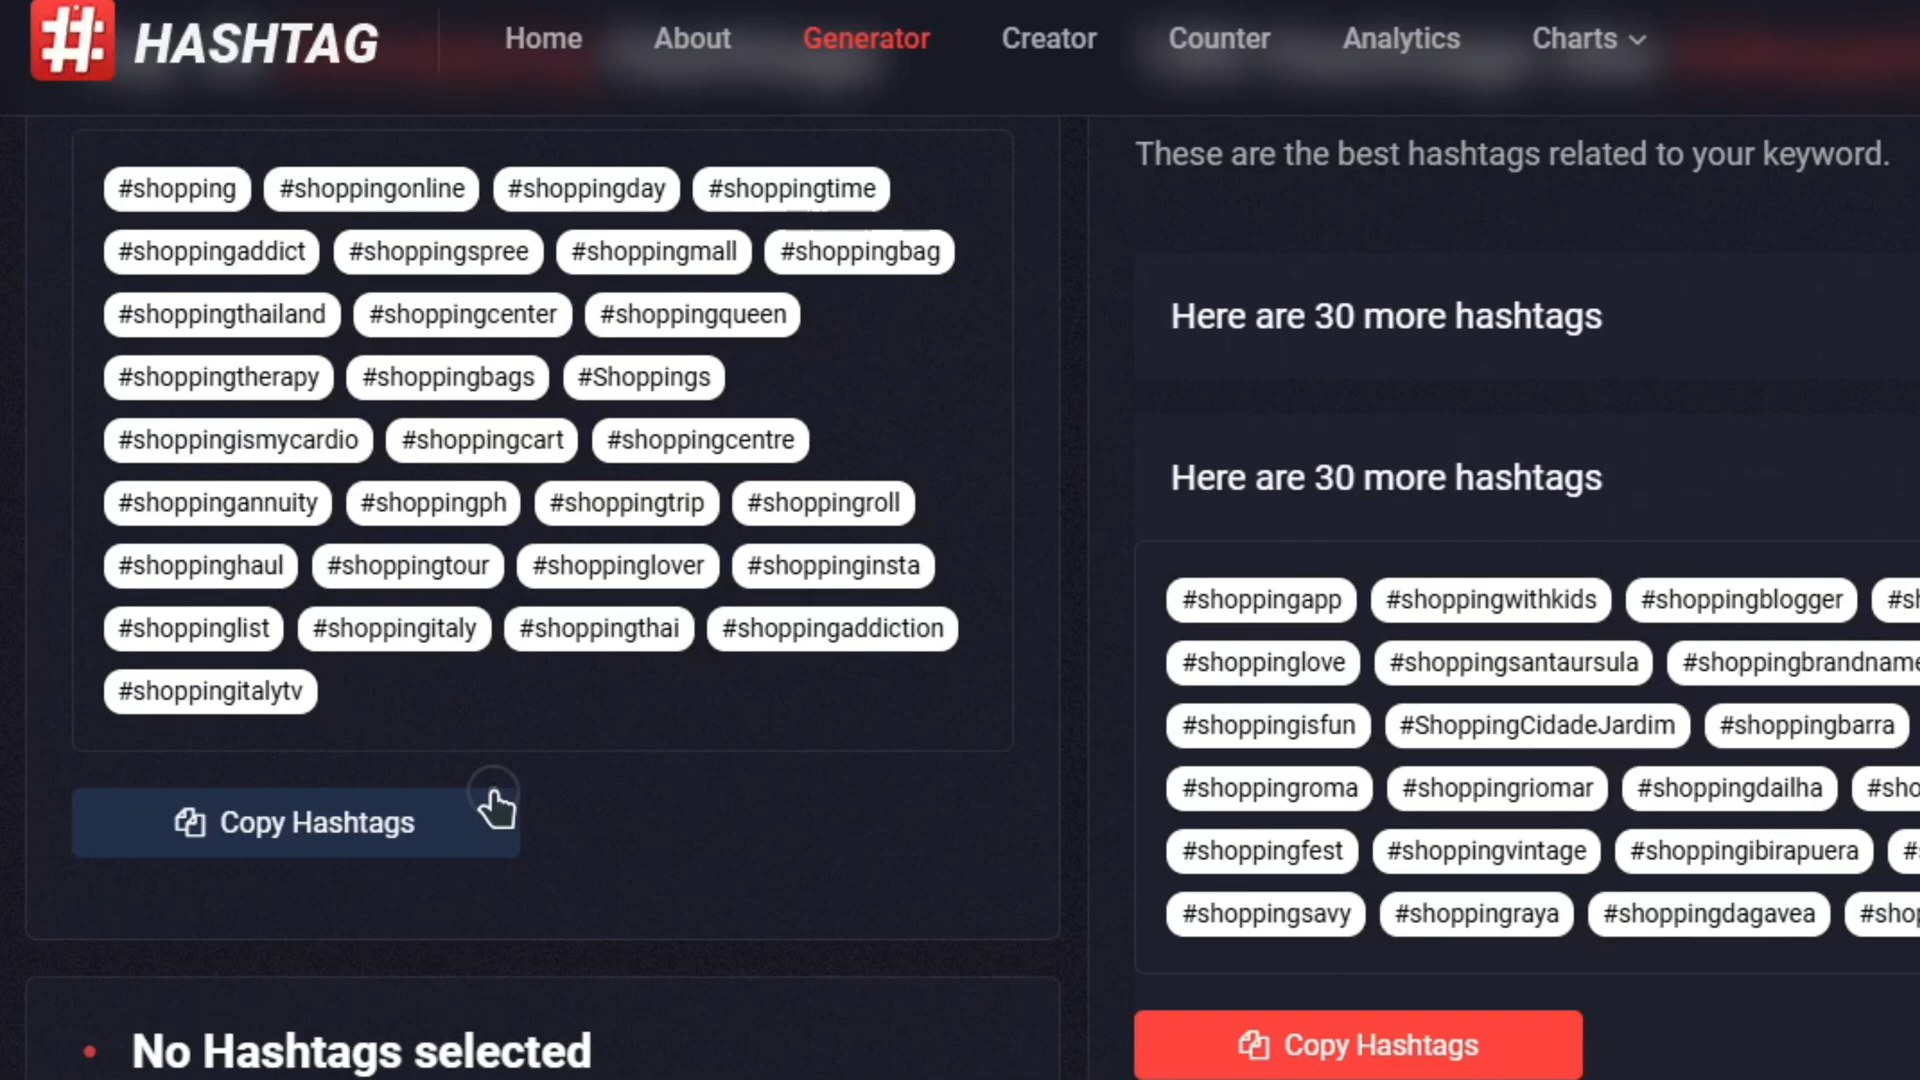 HASHTAG Home About Generator Creator Counter Analytics Charts
#shopping #shoppingonline #shoppingday #shoppingtime
#shoppingaddict #shoppingspree #shoppingmall #shoppingbag
#shoppingthailand #shoppingcenter #shoppingqueen
#shoppingtherapy #shoppingbags #Shoppings
#shoppingismycardio #shoppingcart #shoppingcentre
#shoppingannuity #shoppingph #shoppingtrip #shoppingroll
#shoppinghaul #shoppingtour #shoppinglover #shoppinginsta
#shoppinglist #shoppingitaly #shoppingthai #shoppingaddiction
#shoppingitalytv
Copy Hashtags
No Hashtags selected
These are the best hashtags related to your keyword.
Here are 30 more hashtags
Here are 30 more hashtags
#shoppingapp #shoppingwithkids #shoppingblogger
#shoppinglove #shoppingsantaursula #shoppingbrandname
#shoppingisfun #ShoppingCidadeJardim #shoppingbarra
#shoppingroma #shoppingriomar #shoppingdailha
#shoppingfest #shoppingvintage #shoppingibirapuera
#shoppingsavy #shoppingraya #shoppingdagavea
Copy Hashtags